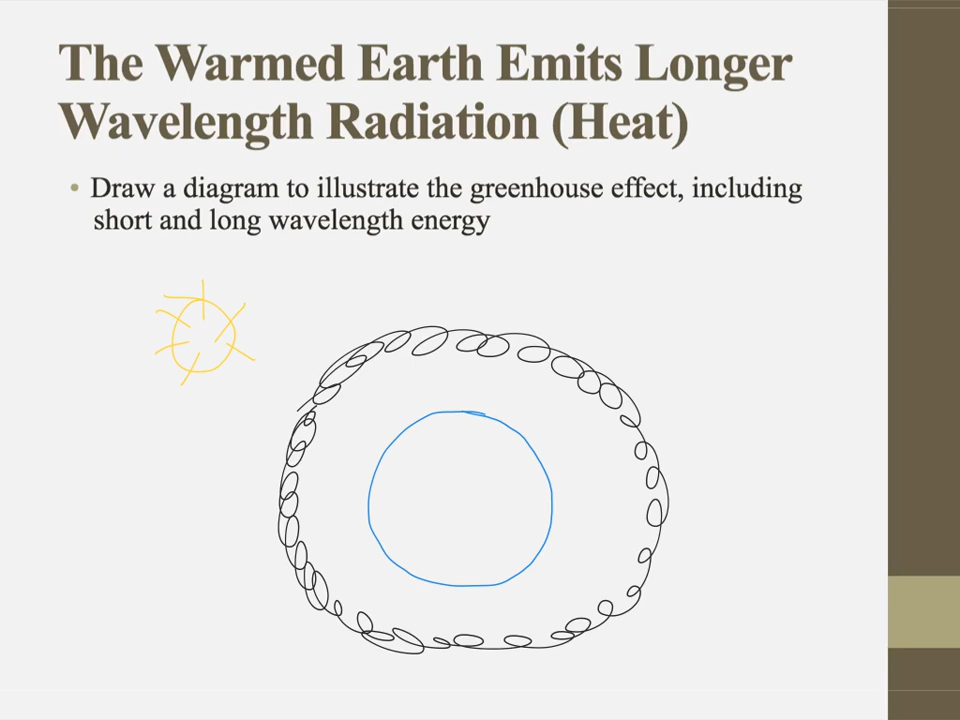 The Warmed Earth Emits Longer
Wavelength Radiation (Heat)
• Draw a diagram to illustrate the greenhouse effect, including
short and long wavelength energy